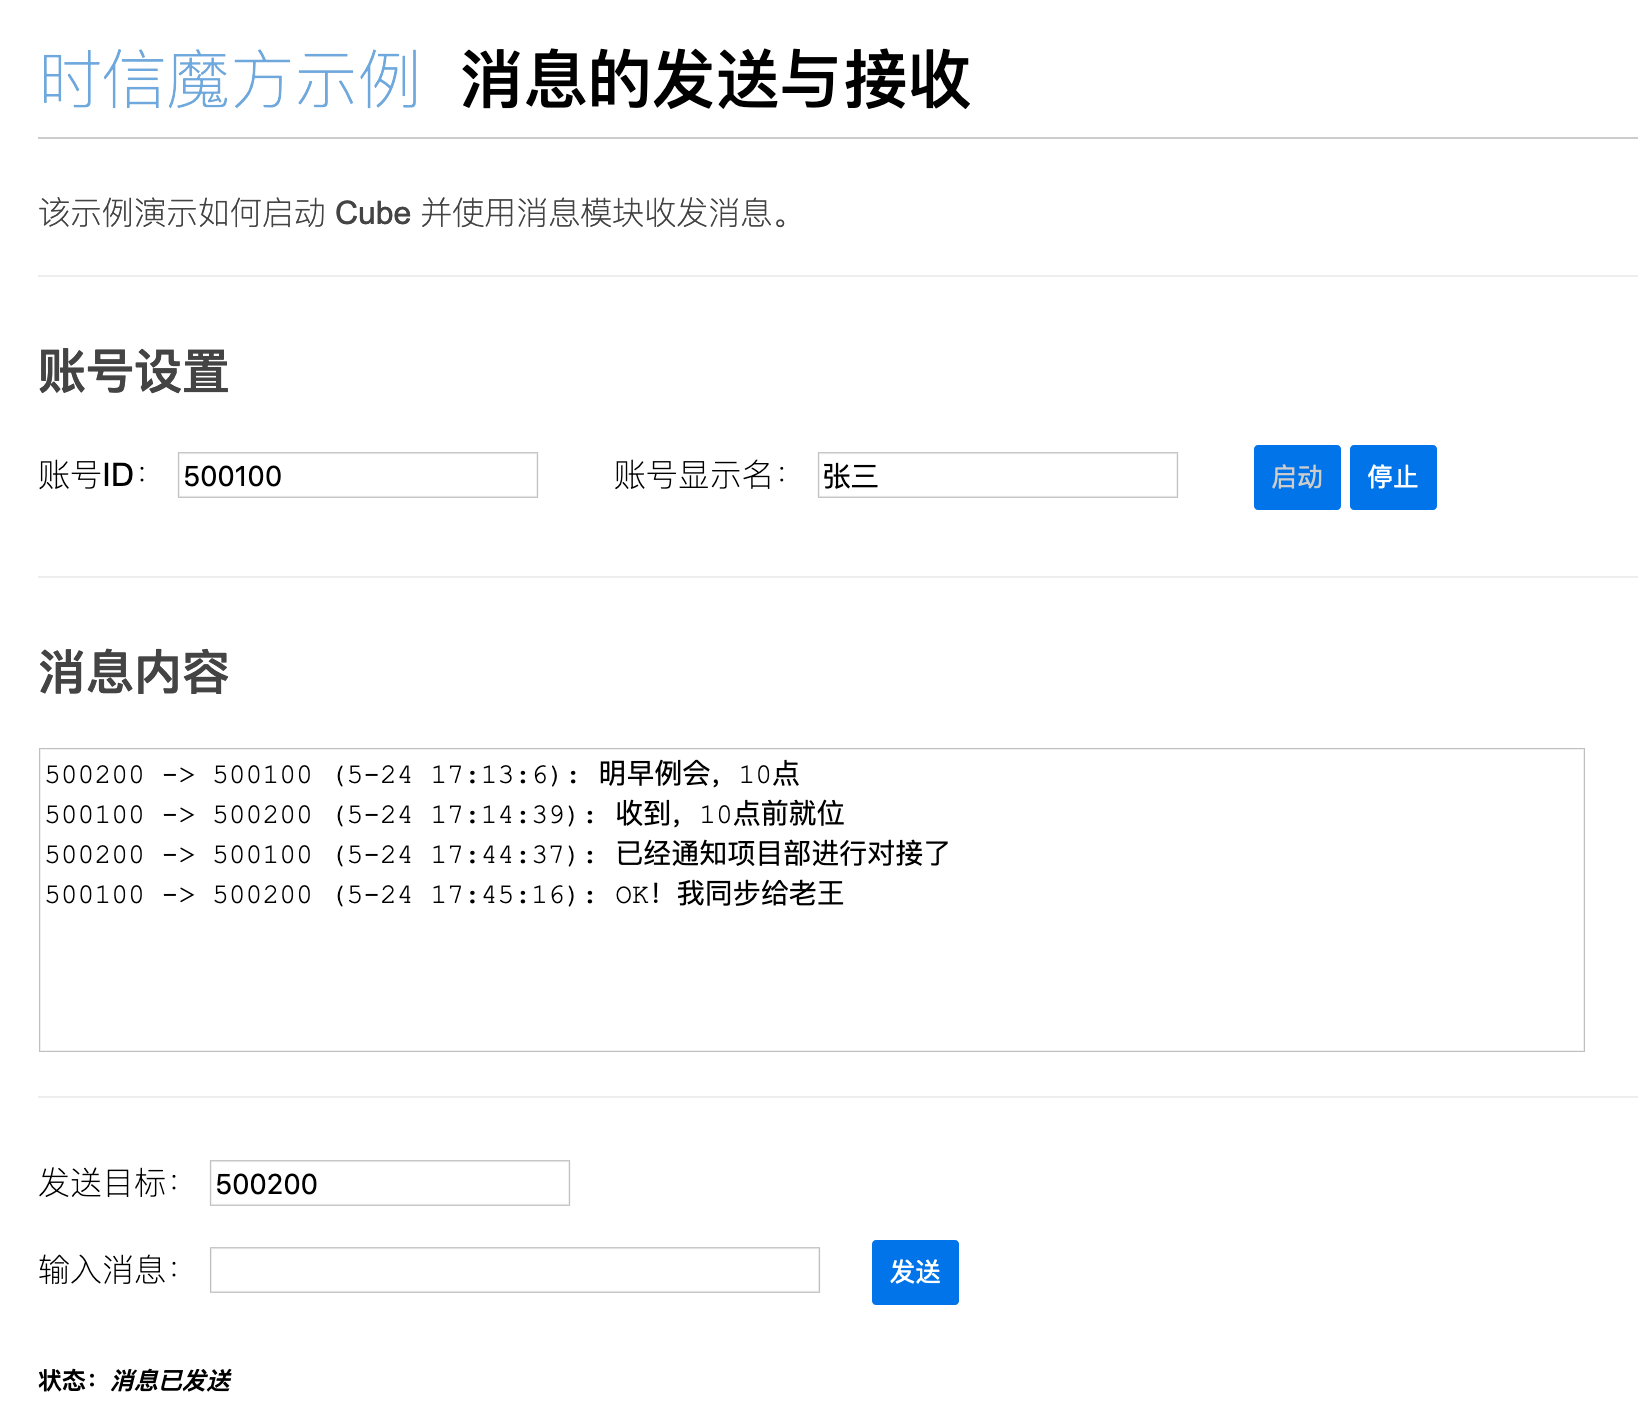 时信魔方示例 消息的发送与接收
该示例演示如何启动 Cube 并使用消息模块收发消息。
账号设置
账号ID： 500100 账号显示名： 张三 启动 停止
消息内容
500200 -> 500100 (5-24 17:13:6): 明早例会，10点
500100 -> 500200 (5-24 17:14:39): 收到，10点前就位
500200 -> 500100 (5-24 17:44:37): 已经通知项目部进行对接了
500100 -> 500200 (5-24 17:45:16): OK！我同步给老王
发送目标： 500200
输入消息： 发送
状态：消息已发送